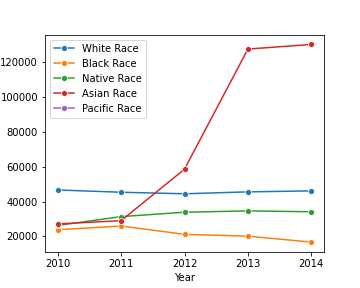 White Race
Black Race
Native Race
Asian Race
Pacific Race
120000
100000
80000
60000
40000
20000
2010 2011 2012 2013 2014
Year